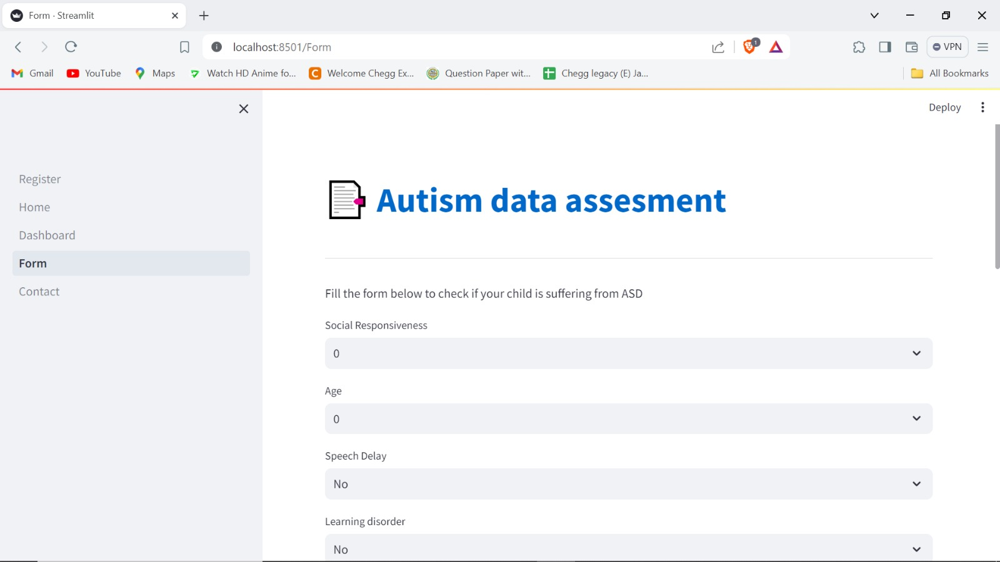 Form · Streamlit
localhost:8501/Form
1
VPN
Gmail
YouTube
Maps
Watch HD Anime fo...
Welcome Chegg Ex...
Question Paper wit...
Chegg legacy (E) Ja...
All Bookmarks
Deploy
Register
Home
Dashboard
Form
Contact
Autism data assesment
Fill the form below to check if your child is suffering from ASD
Social Responsiveness
0
Age
0
Speech Delay
No
Learning disorder
No